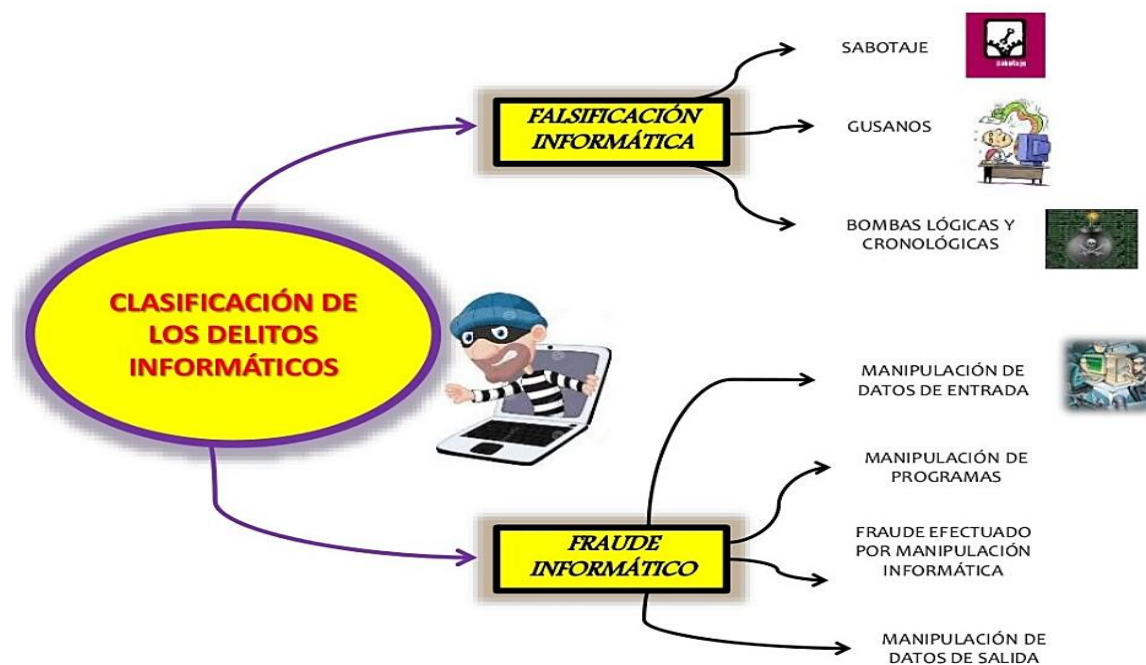 SABOTAJE
Sabotaje
FALSIFICACIÓN
INFORMÁTICA
GUSANOS
BOMBAS LÓGICAS Y
CRONOLÓGICAS
CLASIFICACIÓN DE
LOS DELITOS
INFORMÁTICOS
MANIPULACIÓN DE
DATOS DE ENTRADA
MANIPULACIÓN DE
PROGRAMAS
FRAUDE
INFORMÁTICO
FRAUDE EFECTUADO
POR MANIPULACIÓN
INFORMÁTICA
MANIPULACIÓN DE
DATOS DE SALIDA